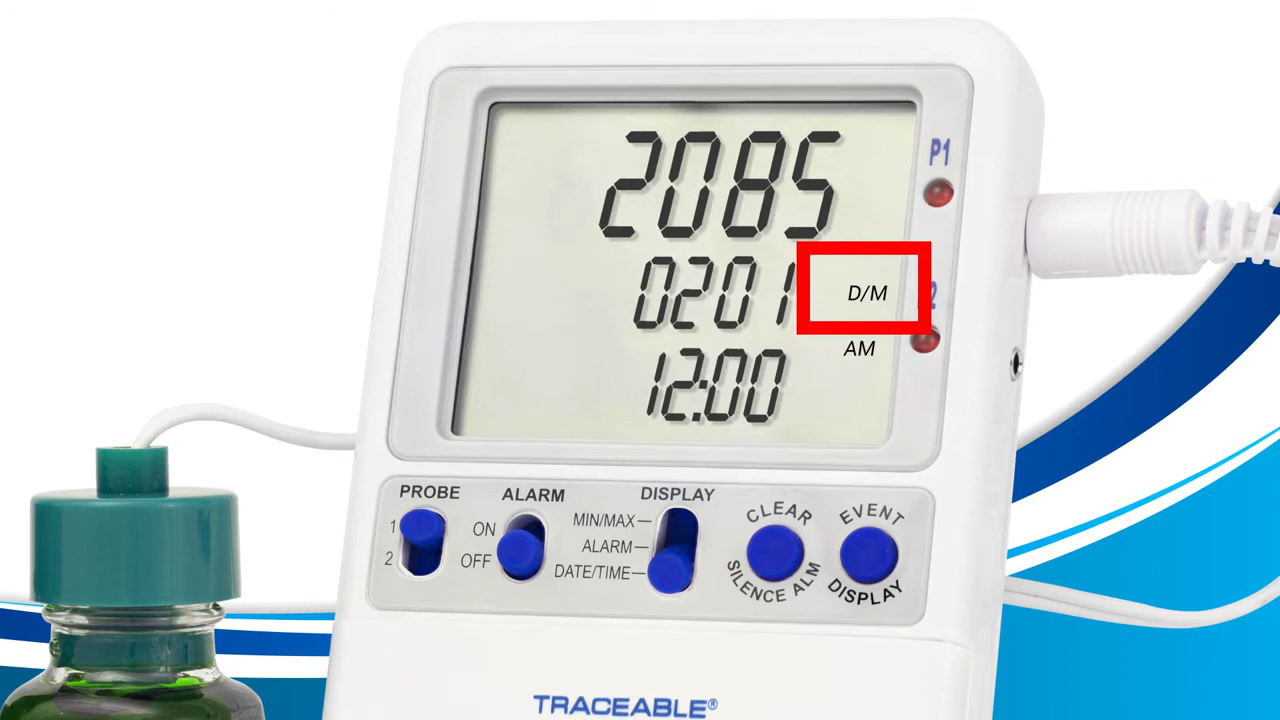 2085
P1
0201 D/M 2
AM
12:00
PROBE ALARM DISPLAY
1
2
ON
OFF
MIN/MAX
ALARM
DATE/TIME
CLEAR
SILENCE ALM
EVENT
DISPLAY
TRACEABLE®